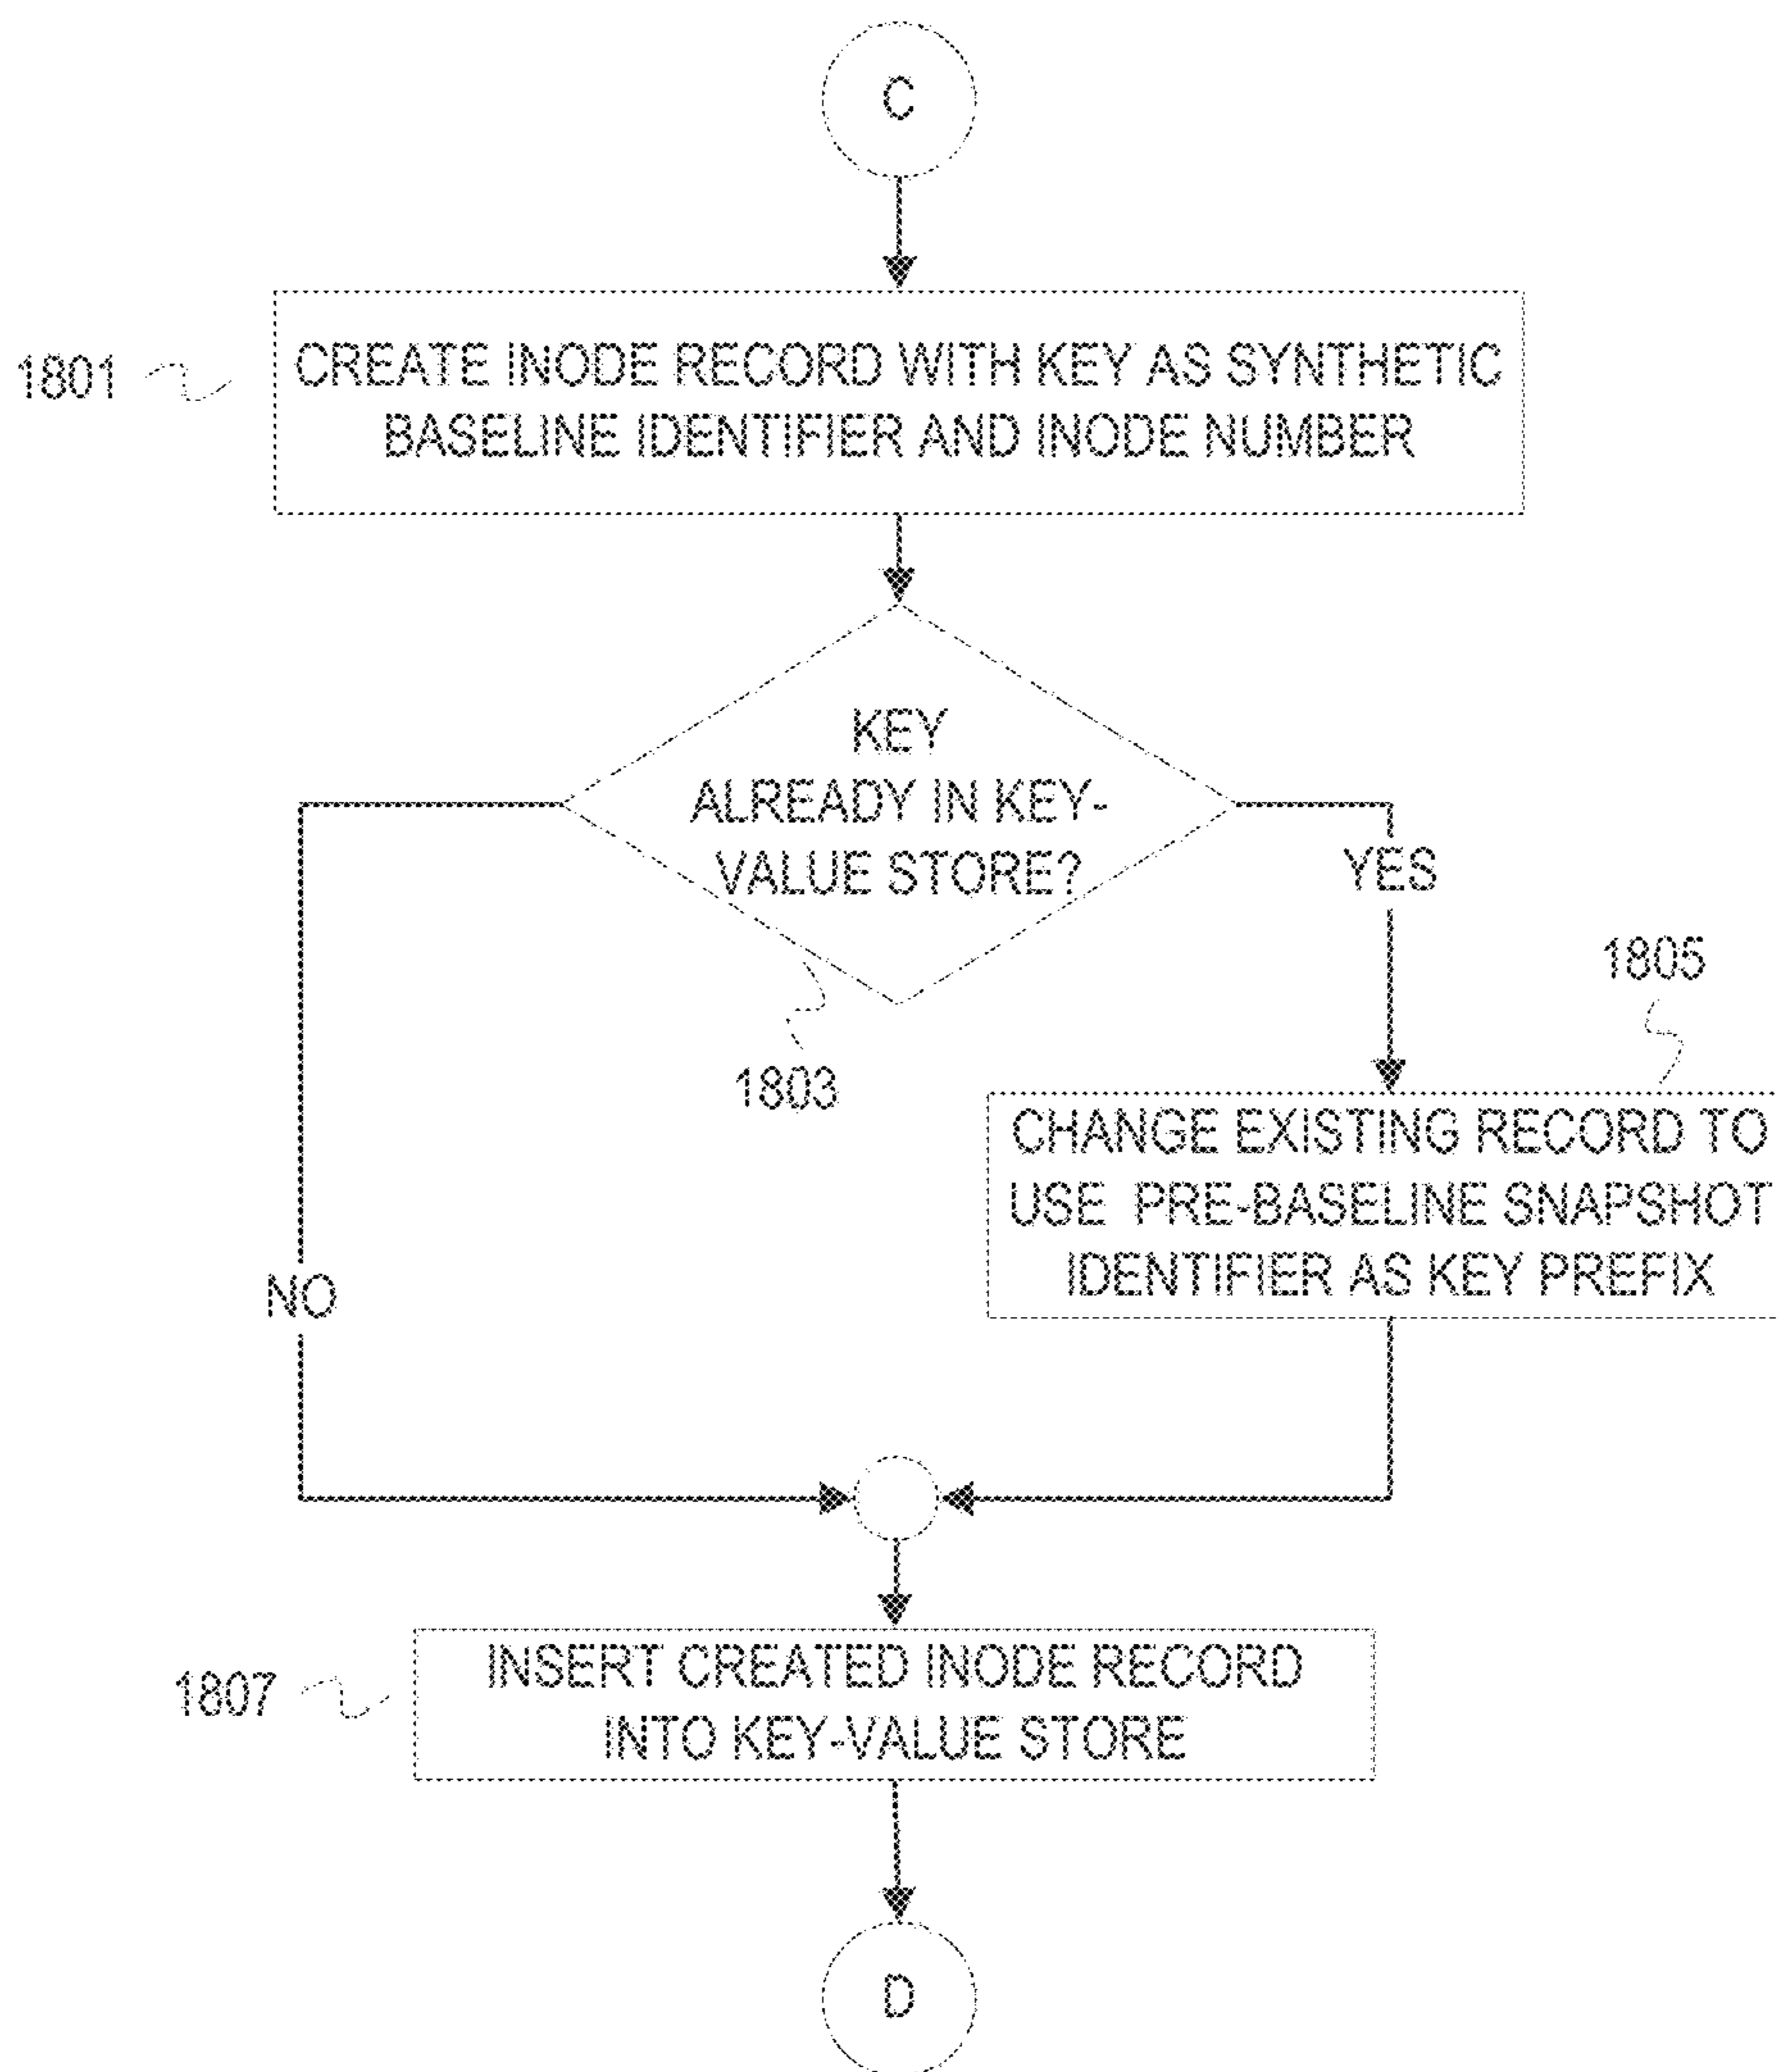 C
1801
CREATE INODE RECORD WITH KEY AS SYNTHETIC
BASELINE IDENTIFIER AND INODE NUMBER
KEY
ALREADY IN KEY-
VALUE STORE?
YES
1805
1803
CHANGE EXISTING RECORD TO
USE PRE-BASELINE SNAPSHOT
IDENTIFIER AS KEY PREFIX
NO
1807
INSERT CREATED INODE RECORD
INTO KEY-VALUE STORE
D